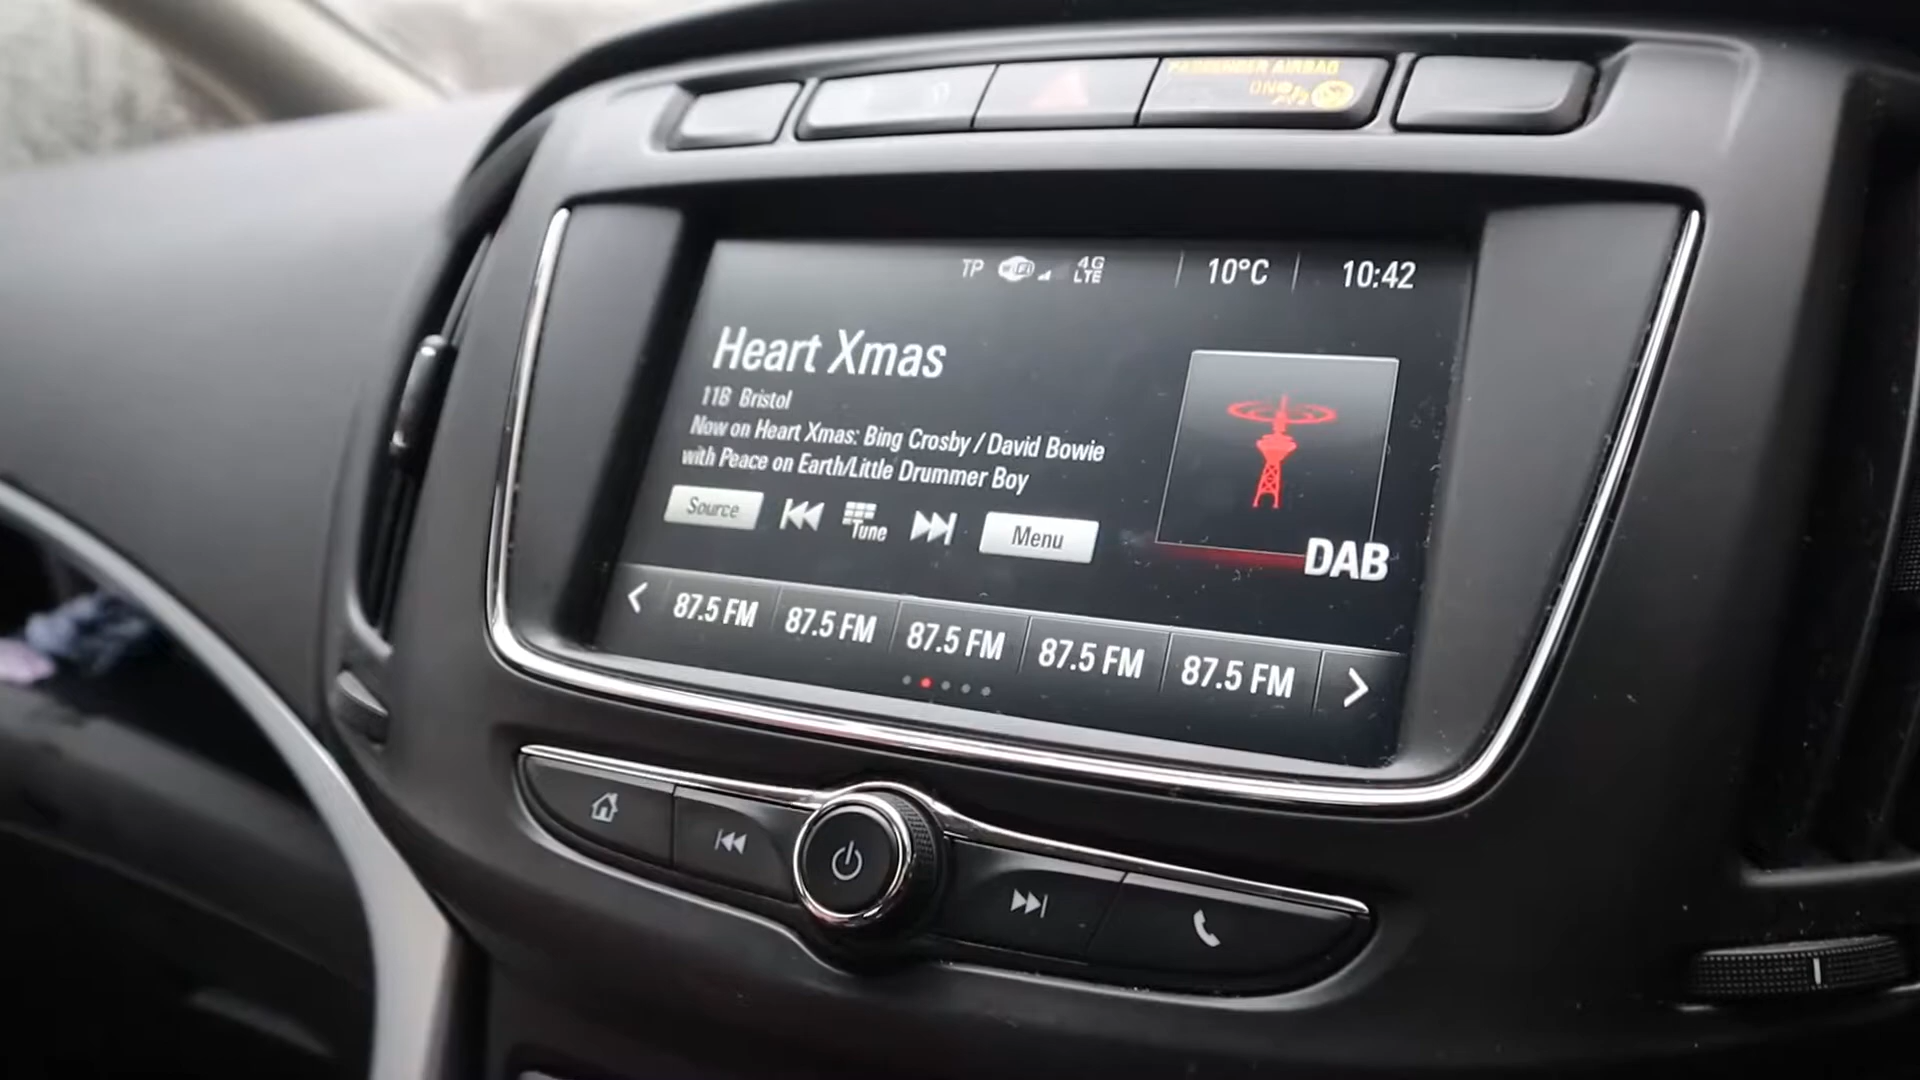 PASSENGER AIRBAG
ON
TP WiFi 4G LTE 10°C 10:42
Heart Xmas
11B Bristol
Now on Heart Xmas: Bing Crosby / David Bowie
with Peace on Earth/Little Drummer Boy
Source Tune Menu
DAB
87.5 FM 87.5 FM 87.5 FM 87.5 FM 87.5 FM